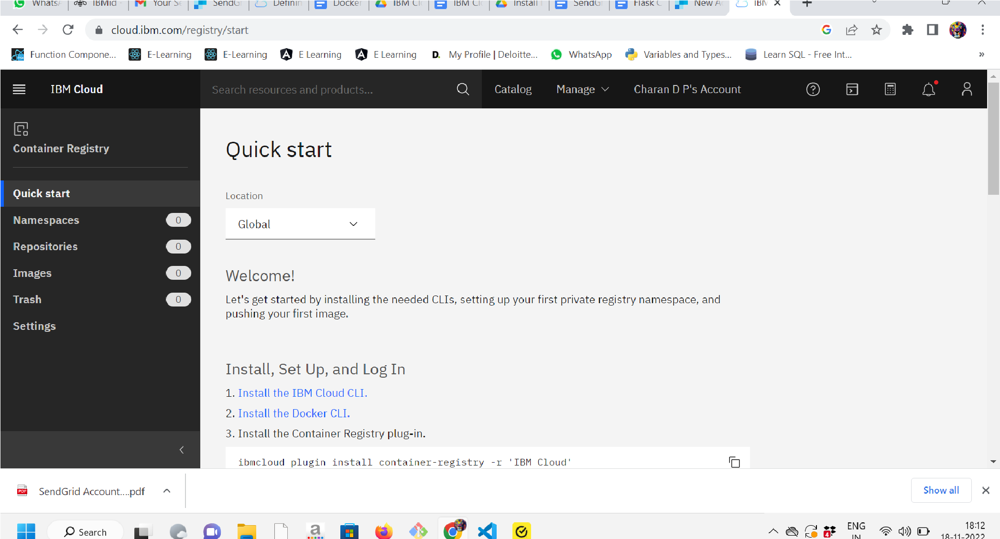 WhatsA
IBMid -
Your Se
SendGr
Definin
Docker
IBM Clo
IBM Clo
Install
SendGr
Flask C
New Ac
IBM
cloud.ibm.com/registry/start
Function Compone...
E-Learning
E-Learning
E Learning
E Learning
D. My Profile | Deloitte...
WhatsApp
Variables and Types...
Learn SQL - Free Int...
»
IBM Cloud
Search resources and products...
Catalog
Manage
Charan D P's Account
Container Registry
Quick start
Namespaces 0
Repositories 0
Images 0
Trash 0
Settings
Quick start
Location
Global
Welcome!
Let's get started by installing the needed CLIs, setting up your first private registry namespace, and
pushing your first image.
Install, Set Up, and Log In
1. Install the IBM Cloud CLI.
2. Install the Docker CLI.
3. Install the Container Registry plug-in.
ibmcloud plugin install container-registry -r 'IBM Cloud'
PDF
SendGrid Account....pdf
Show all
Search
a
4
ENG
IN
18:12
18-11-2022